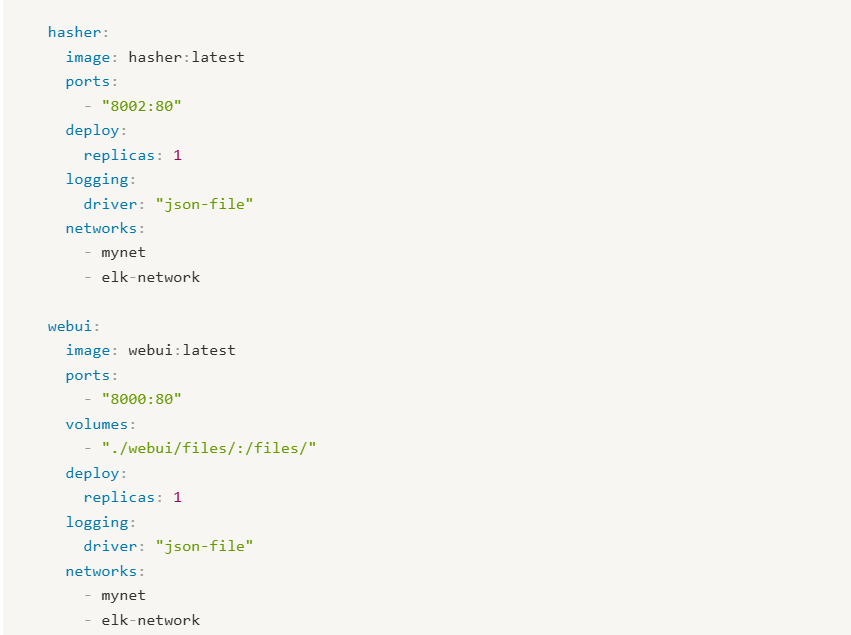 hasher:
  image: hasher:latest
  ports:
    - "8002:80"
  deploy:
    replicas: 1
  logging:
    driver: "json-file"
  networks:
    - mynet
    - elk-network

webui:
  image: webui:latest
  ports:
    - "8000:80"
  volumes:
    - "./webui/files/:/files/"
  deploy:
    replicas: 1
  logging:
    driver: "json-file"
  networks:
    - mynet
    - elk-network